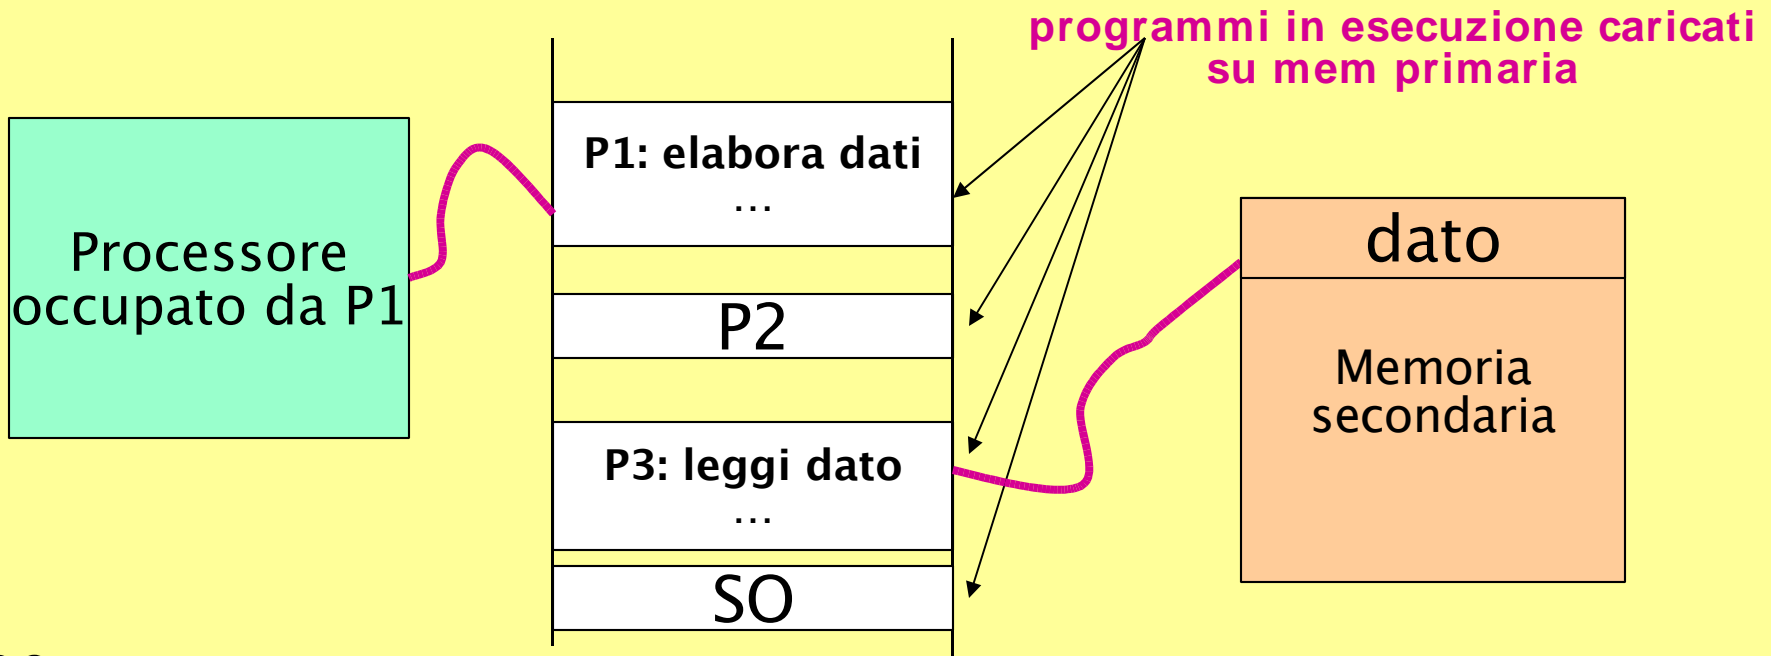 programmi in esecuzione caricati
su mem primaria
P1: elabora dati
...
Processore
occupato da P1
dato
P2
Memoria
secondaria
P3: leggi dato
...
SO